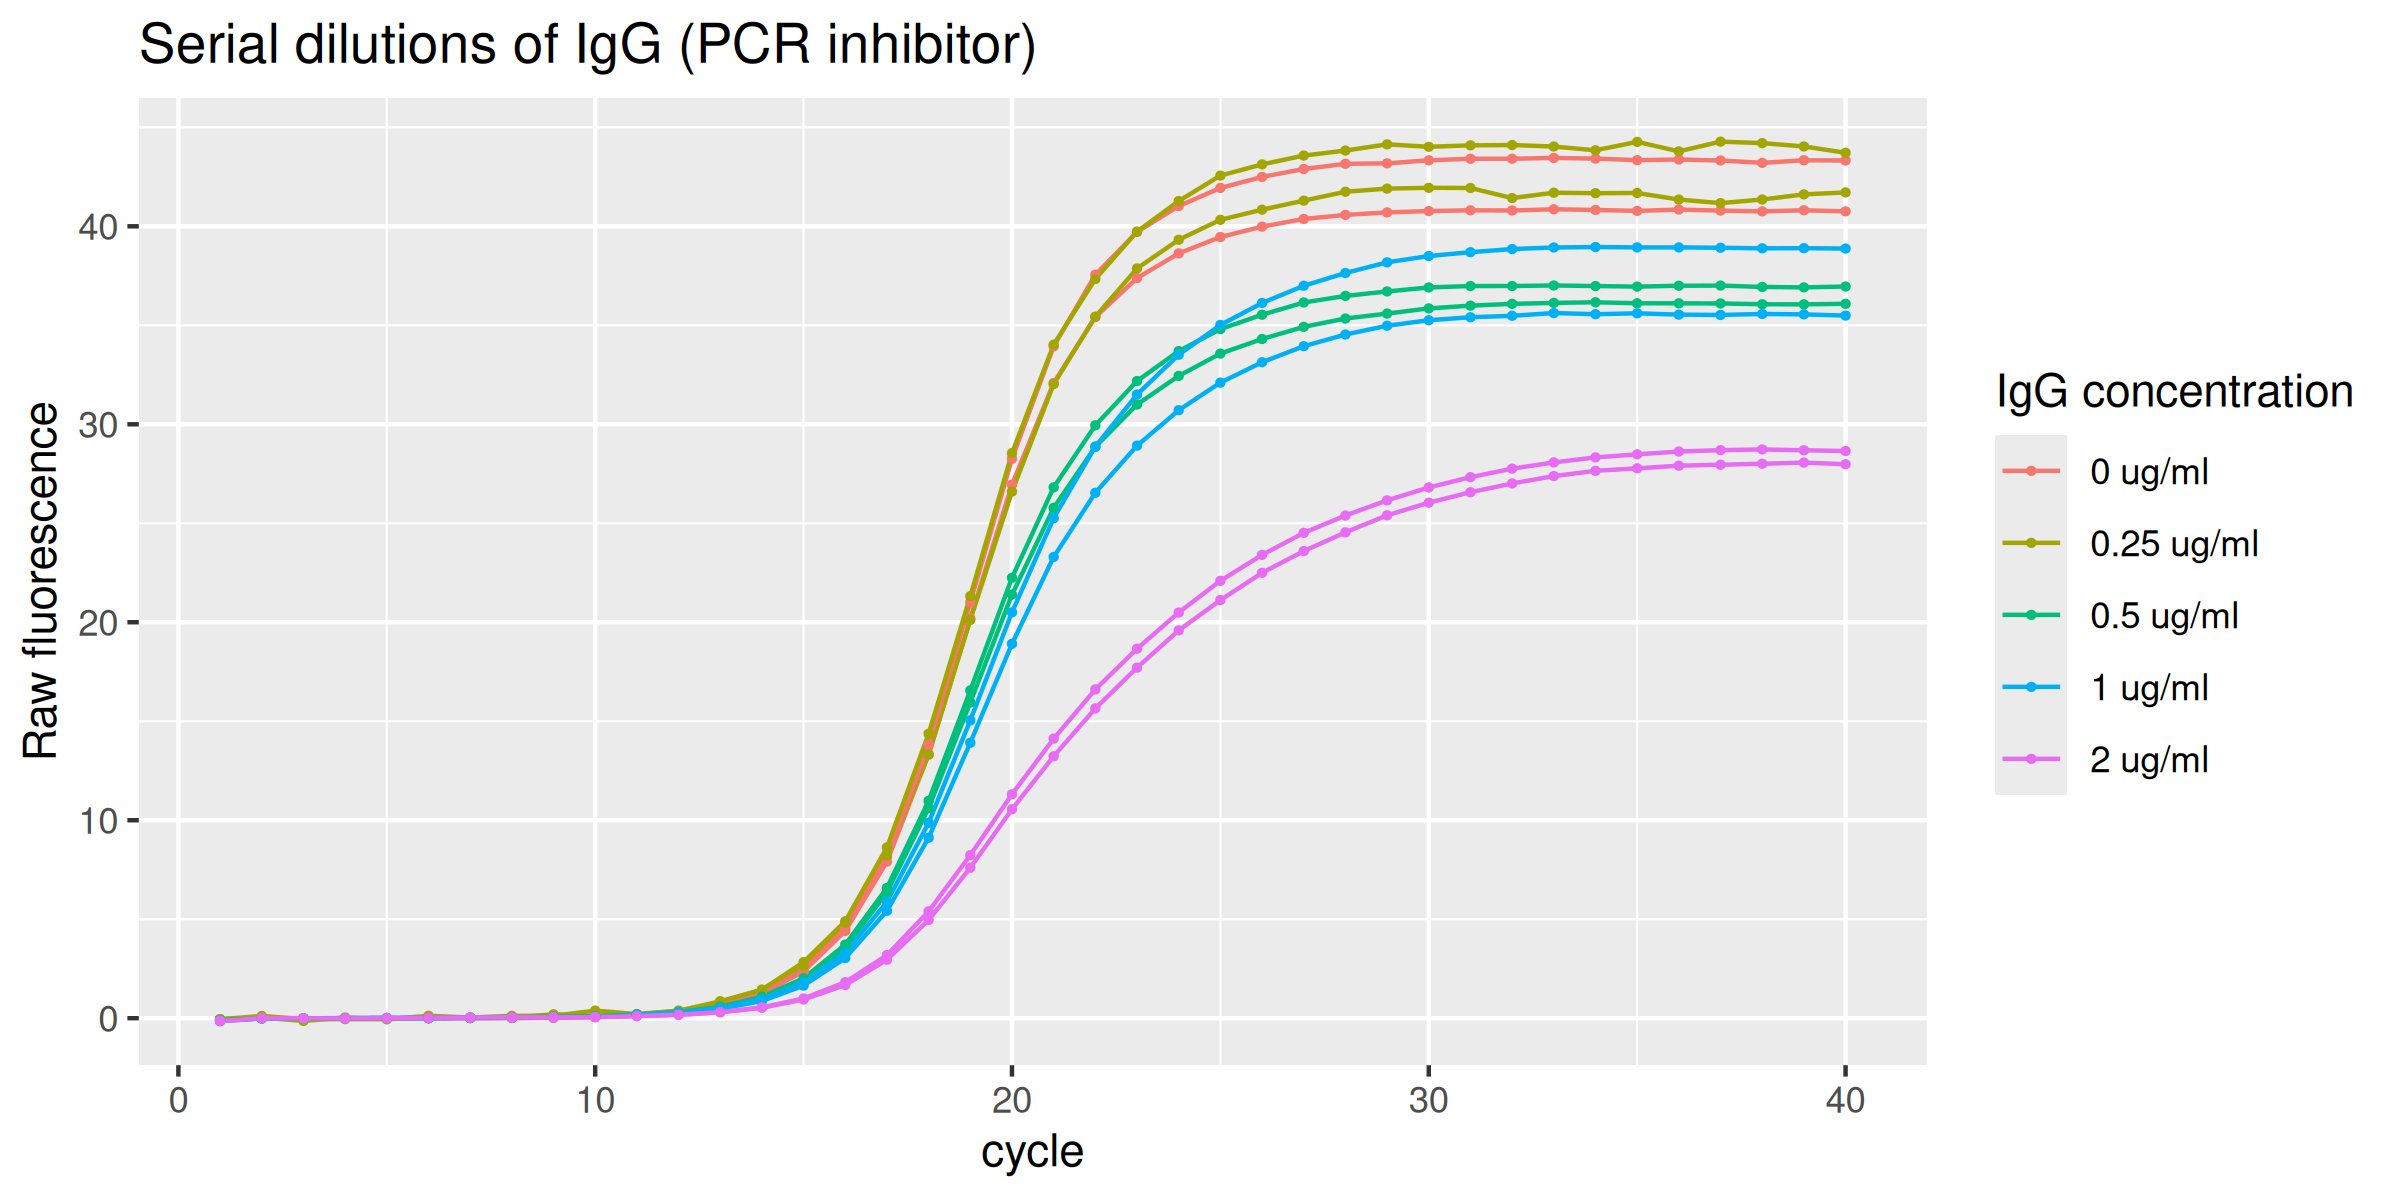 Serial dilutions of IgG (PCR inhibitor)
Raw fluorescence
40
30
20
10
0
0
10
20
30
40
cycle
IgG concentration
0 ug/ml
0.25 ug/ml
0.5 ug/ml
1 ug/ml
2 ug/ml